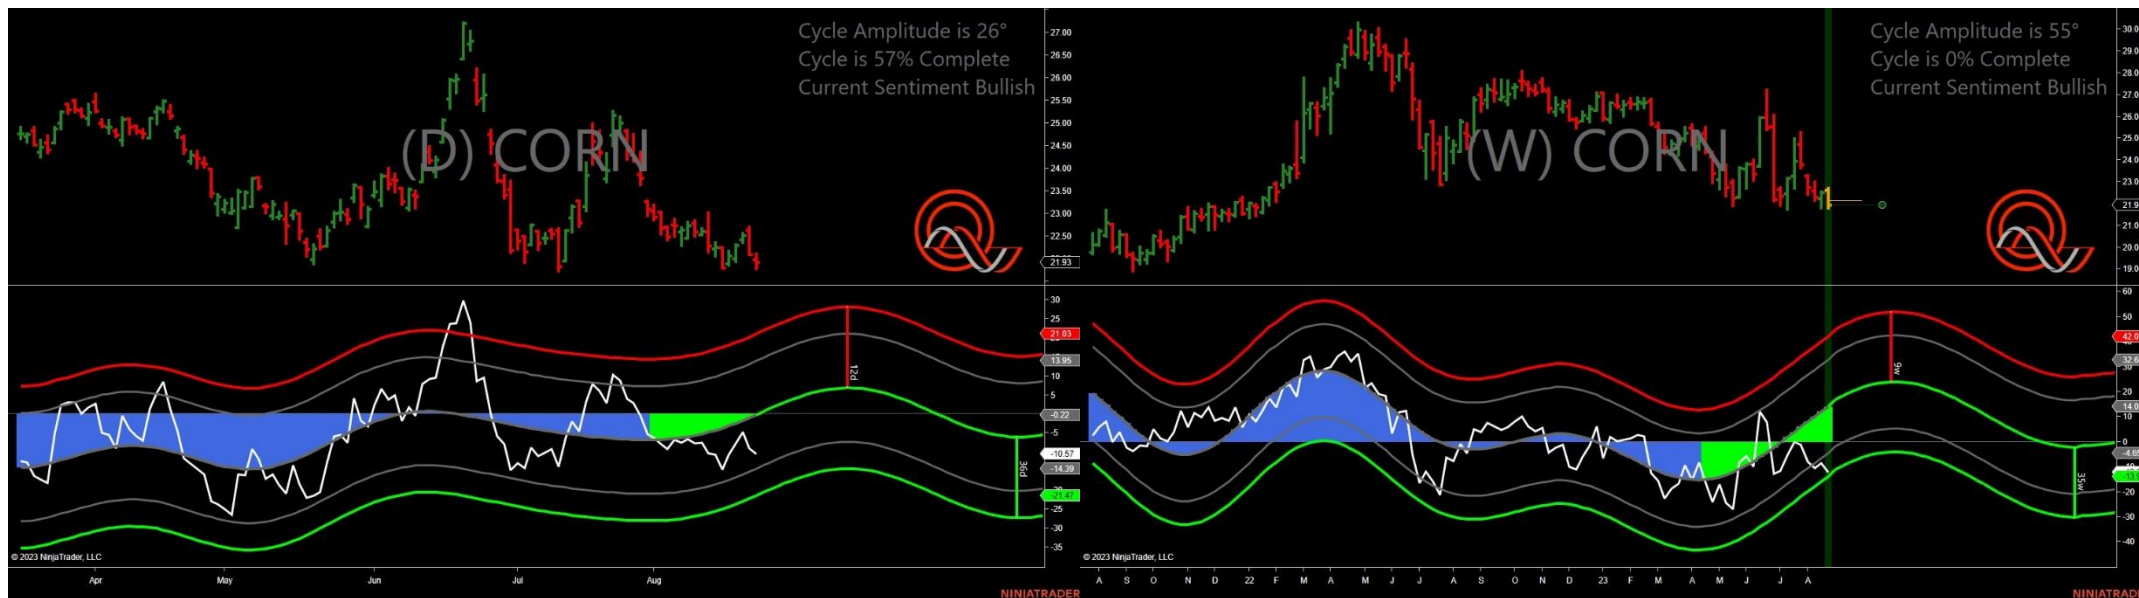 Cycle Amplitude is 26°
Cycle is 57% Complete
Current Sentiment Bullish
(D) CORN
27.00
26.50
26.00
25.50
25.00
24.50
24.00
23.50
23.00
22.50
21.93
30
25
21.03
13.95
10
5
-0.22
-5
-10.57
-14.39
-21.47
-25
-30
-35
12d
36d
© 2023 NinjaTrader, LLC
Apr May Jun Jul Aug
NINJATRADER
Cycle Amplitude is 55°
Cycle is 0% Complete
Current Sentiment Bullish
(W) CORN
30.0
29.0
28.0
27.0
26.0
25.0
24.0
23.0
21.9
20.0
19.0
60
50
42.0
32.6
30
20
14.0
10
0
-4.65
-20
-30
-40
9w
35w
© 2023 NinjaTrader, LLC
A S O N D 22 F M A M J J A S O N D 23 F M A M J J A
NINJATRAD